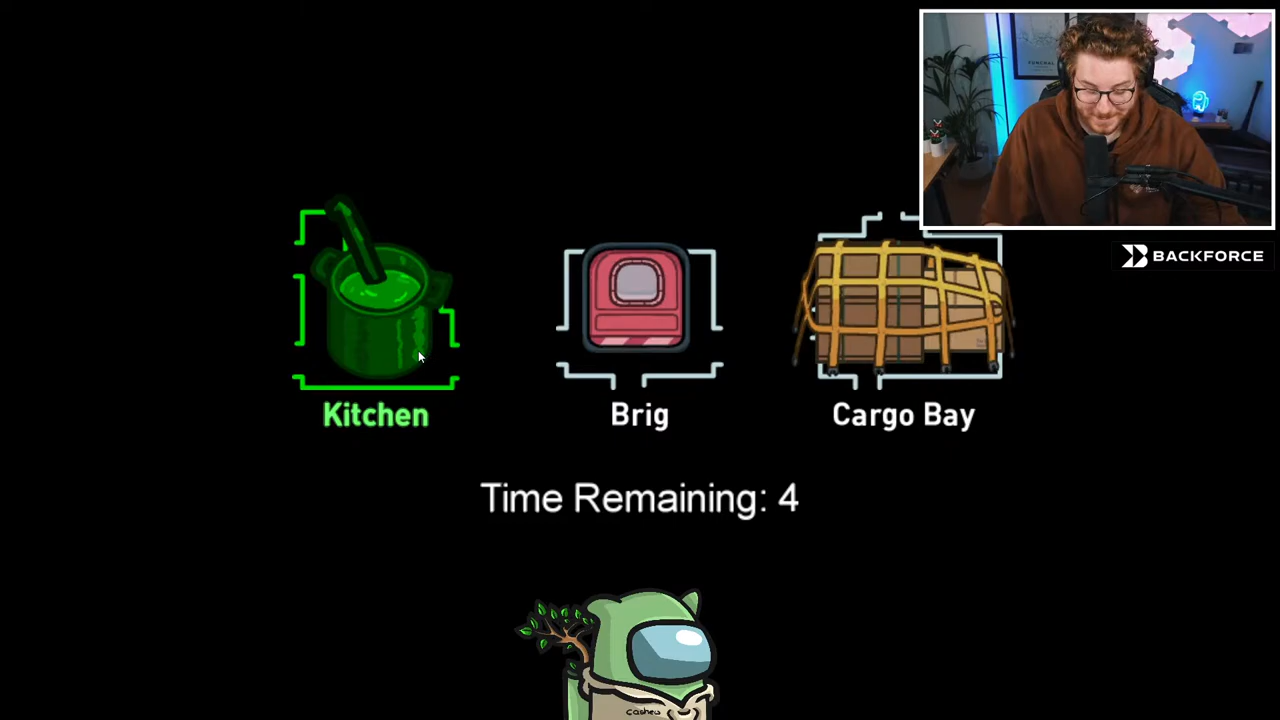 BACKFORCE
Kitchen
Brig
Cargo Bay
Time Remaining: 4